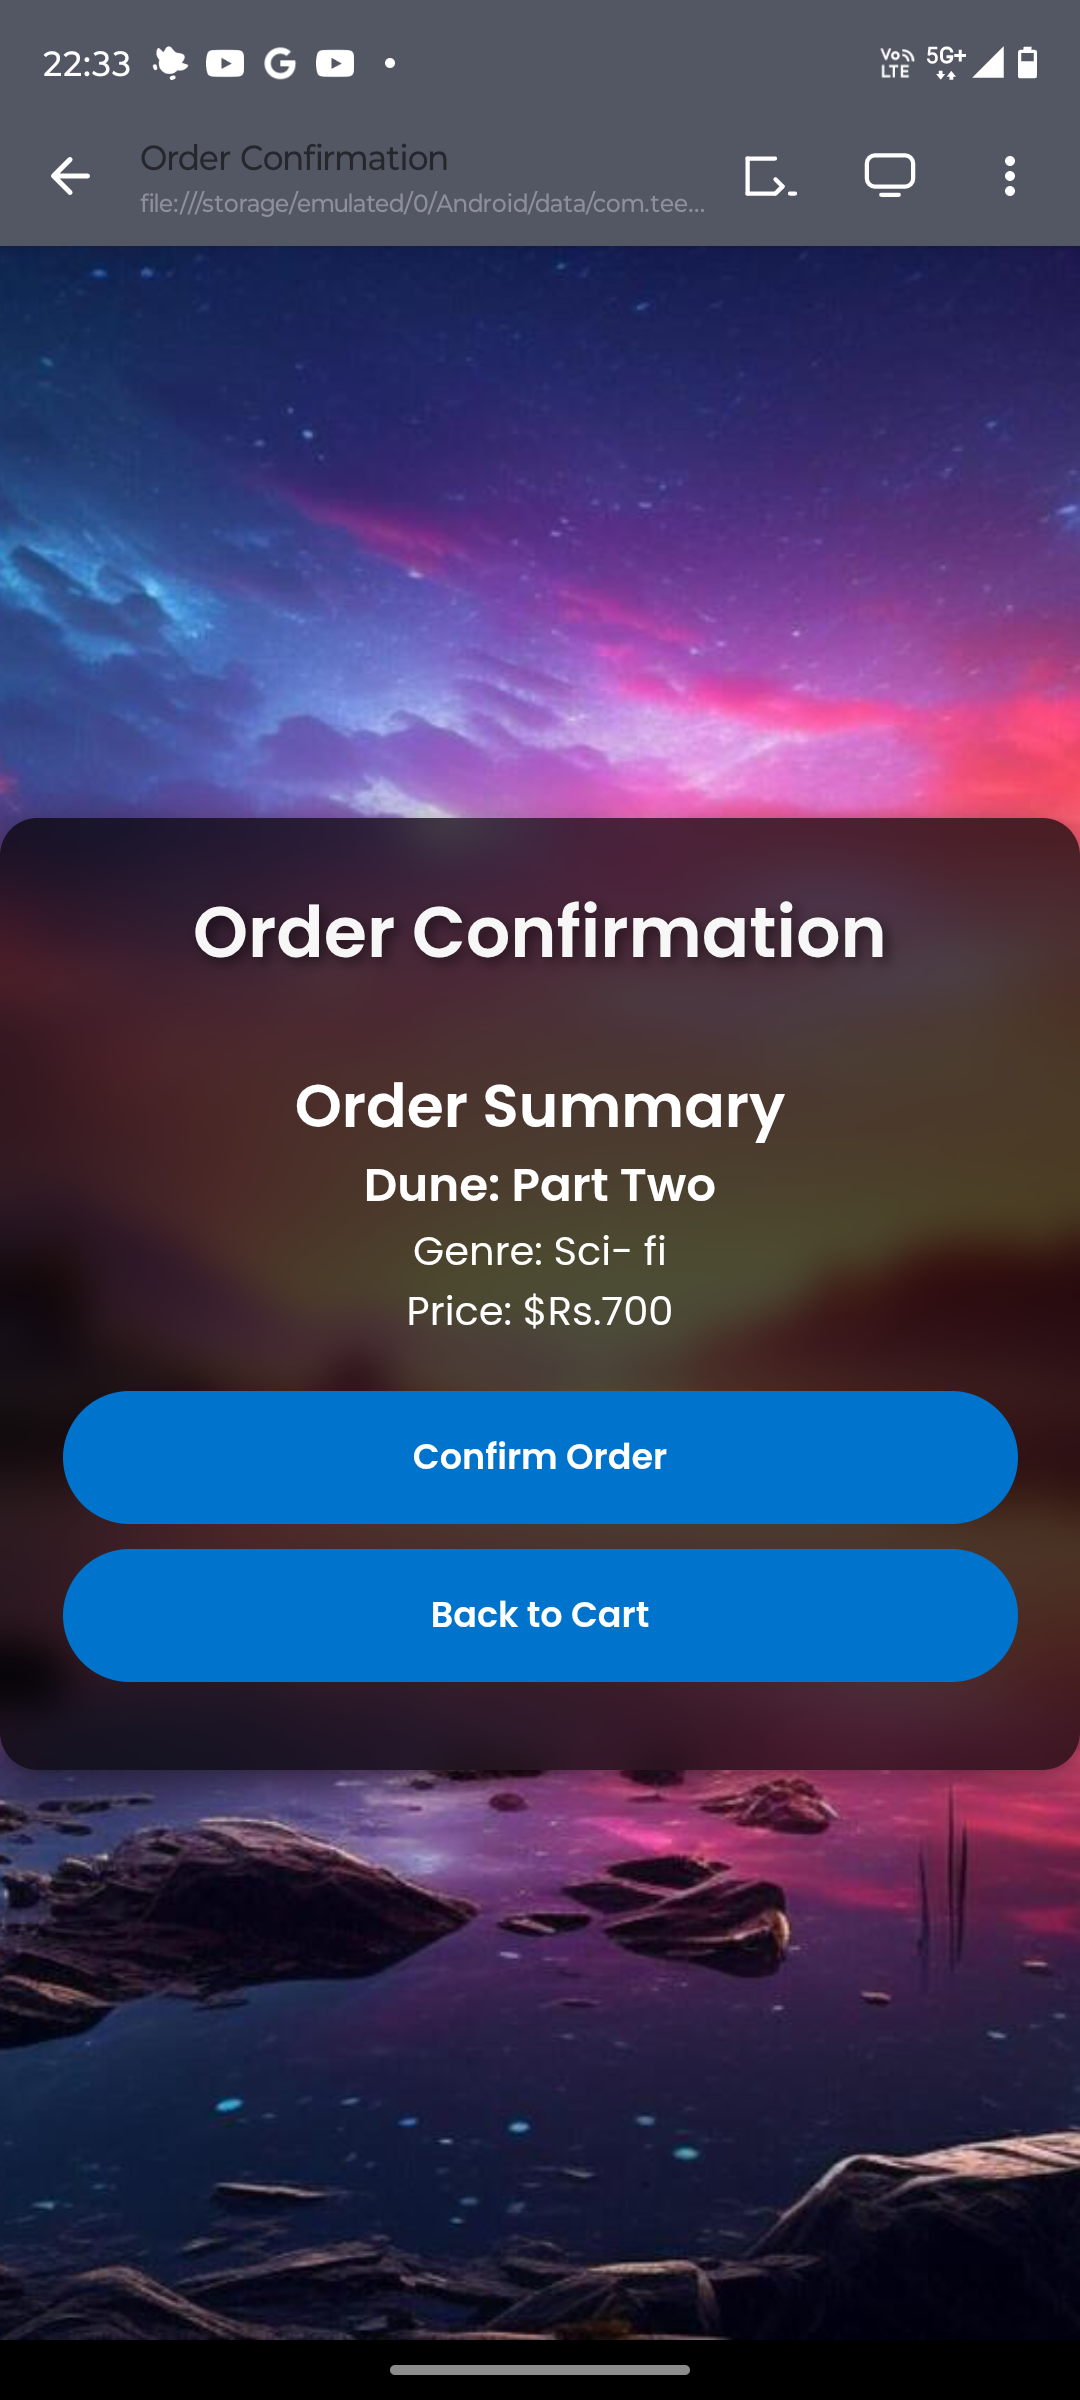 22:33
Vo LTE 5G+
Order Confirmation
file:///storage/emulated/0/Android/data/com.tee...
Order Confirmation
Order Summary
Dune: Part Two
Genre: Sci- fi
Price: $Rs.700
Confirm Order
Back to Cart